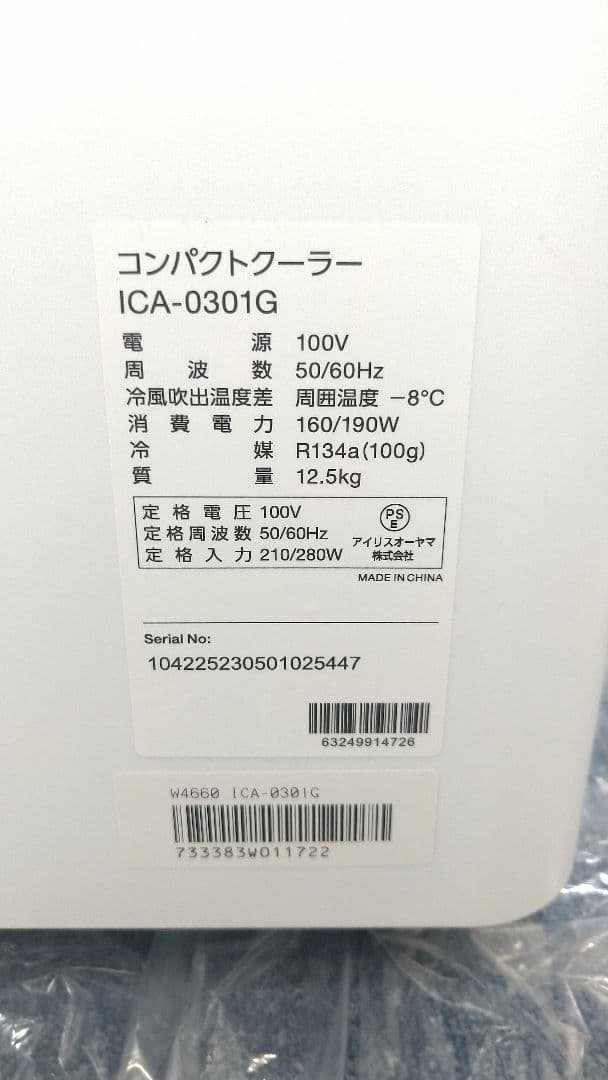 コンパクトクーラー
ICA-0301G
電源 100V
周波数 50/60Hz
冷風吹出温度差 周囲温度 −8℃
消費電力 160/190W
冷媒 R134a(100g)
質量 12.5kg
定格電圧 100V
定格周波数 50/60Hz
定格入力 210/280W
PS
E
アイリスオーヤマ
株式会社
MADE IN CHINA
Serial No:
104225230501025447
63249914726
W4660 ICA-0301G
733383W011722